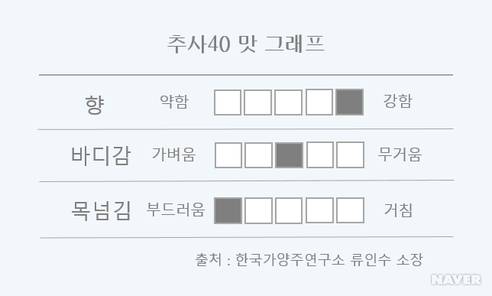 추사40 맛 그래프
향 약함 강함
바디감 가벼움 무거움
목넘김 부드러움 거침
출처 : 한국가양주연구소 류인수 소장
NAVER